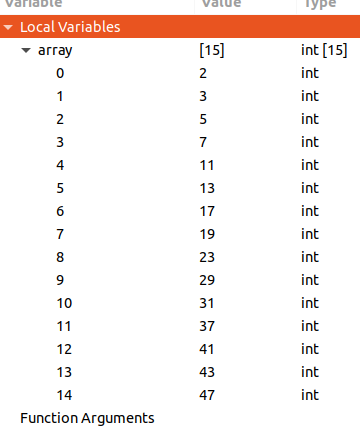 Variable Value Type
Local Variables
array [15] int [15]
0 2 int
1 3 int
2 5 int
3 7 int
4 11 int
5 13 int
6 17 int
7 19 int
8 23 int
9 29 int
10 31 int
11 37 int
12 41 int
13 43 int
14 47 int
Function Arguments